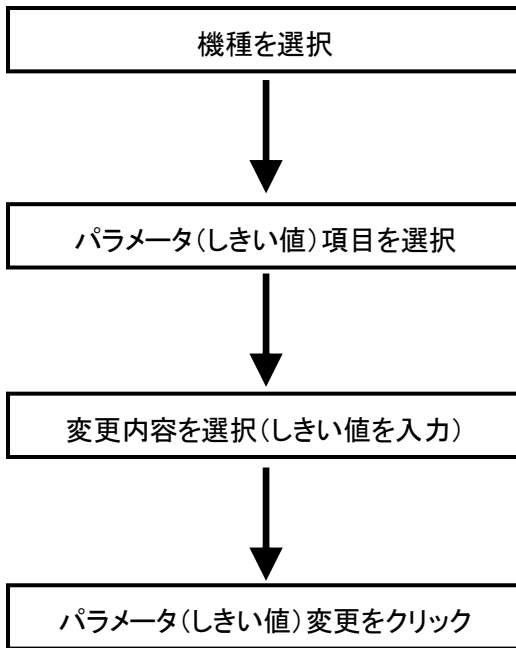 機種を選択
パラメータ(しきい値)項目を選択
変更内容を選択(しきい値を入力)
パラメータ(しきい値)変更をクリック